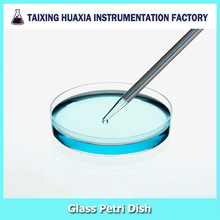 TAIXING HUAXIA INSTRUMENTATION FACTORY
Glass Petri Dish